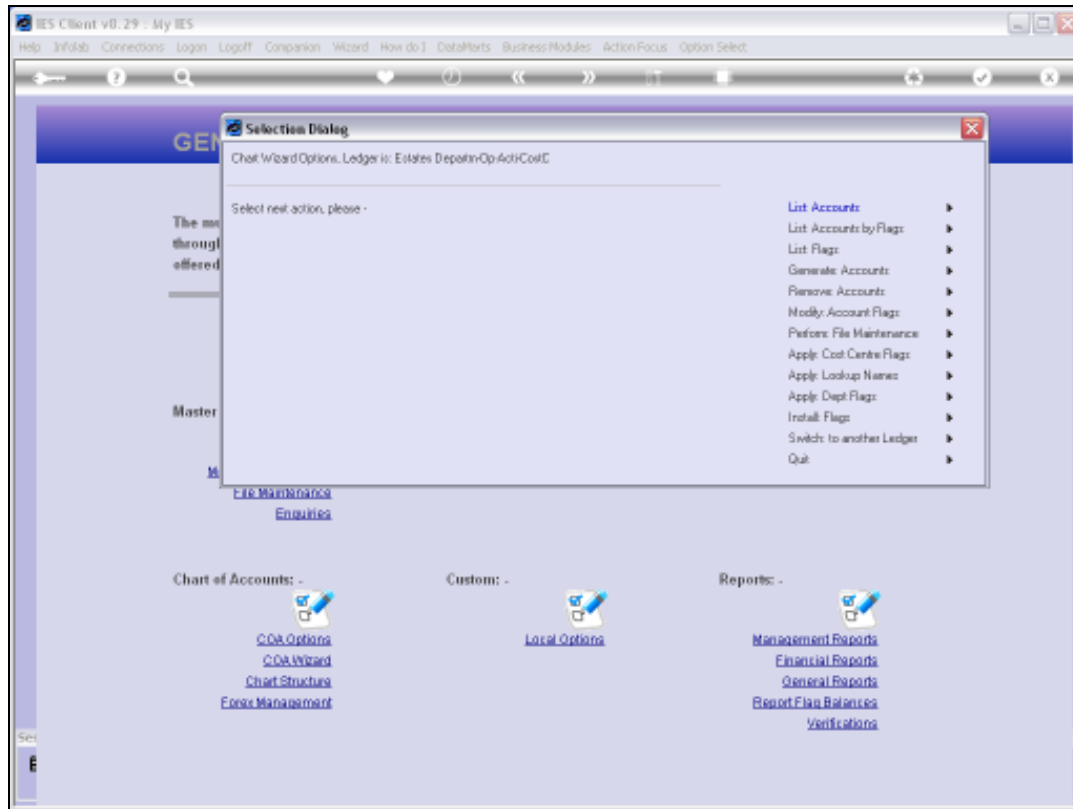 IES Client v0.29 : My IES
Help Infolab Connections Logon Logoff Companion Wizard How do I DataMarts Business Modules Action Focus Option Select
GEN
Selection Dialog
Chart Wizard Options, Ledger is: Estates Departm-Op-Acti-CostC
Select next action, please -
List: Accounts
List: Accounts by Flags
List: Flags
Generate: Accounts
Remove: Accounts
Modify: Account Flags
Perform: File Maintenance
Apply: Cost Centre Flags
Apply: Lookup Names
Apply: Dept Flags
Install: Flags
Switch: to another Ledger
Quit
The
through
offered
Master
File Maintenance
Enquiries
Chart of Accounts: -
COA Options
COA Wizard
Chart Structure
Forex Management
Custom: -
Local Options
Reports: -
Management Reports
Financial Reports
General Reports
Report Flag Balances
Verifications